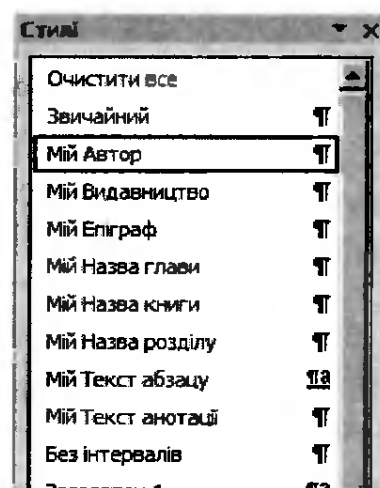 Стилі
Очистити все
Звичайний ¶
Мій Автор ¶
Мій Видавництво ¶
Мій Епіграф ¶
Мій Назва глави ¶
Мій Назва книги ¶
Мій Назва розділу ¶
Мій Текст абзацу ¶a
Мій Текст анотації ¶
Без інтервалів ¶